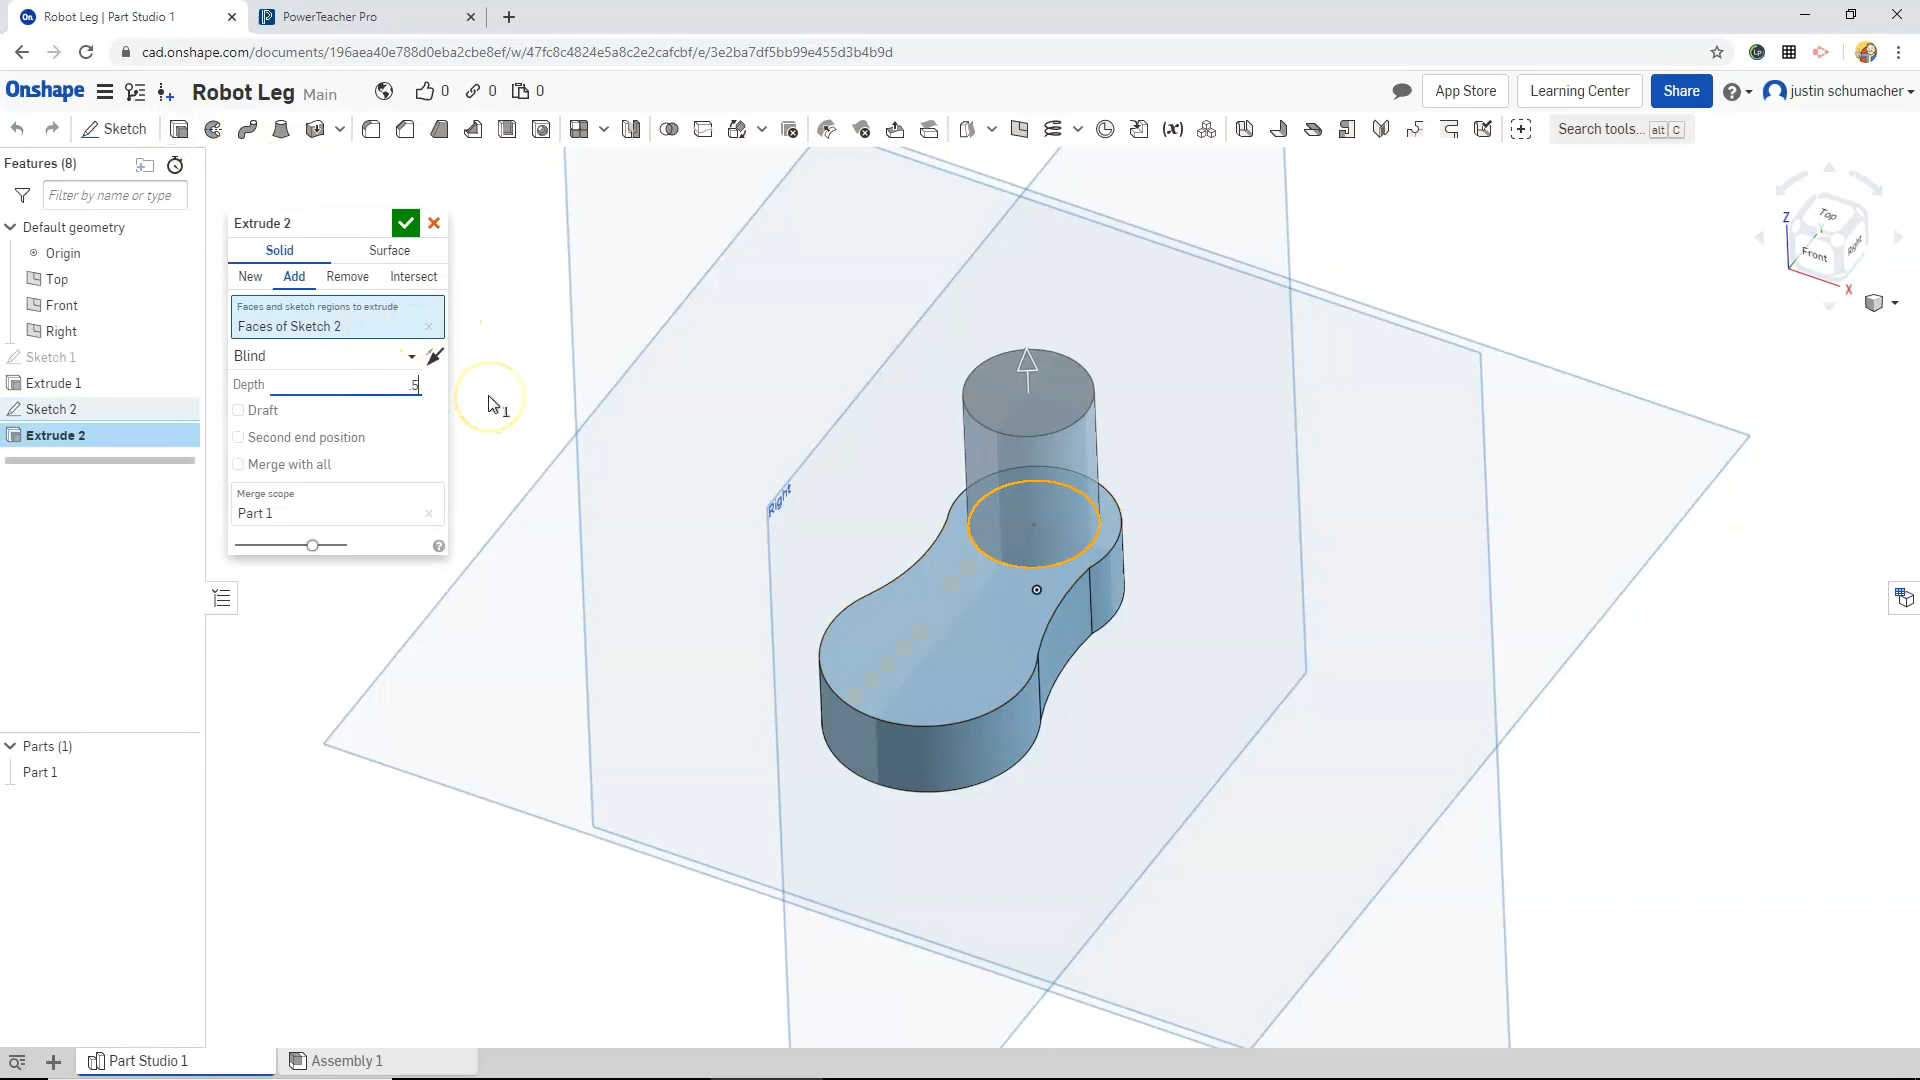 Robot Leg | Part Studio 1
PowerTeacher Pro
cad.onshape.com/documents/196aea40e788d0eba2cbe8ef/w/47fc8c4824e5a8c2e2cafcbf/e/3e2ba7df5bb99e455d3b4b9d
Onshape
Robot Leg Main
0
0
0
App Store
Learning Center
Share
justin schumacher
Sketch
Search tools... alt C
Features (8)
Filter by name or type
Default geometry
Origin
Top
Front
Right
Sketch 1
Extrude 1
Sketch 2
Extrude 2
Extrude 2
Solid Surface
New Add Remove Intersect
Faces and sketch regions to extrude
Faces of Sketch 2
Blind
Depth .5
Draft
Second end position
Merge with all
Merge scope
Part 1
Right
Z
Top
Y
Front
Right
X
1
Parts (1)
Part 1
Part Studio 1
Assembly 1